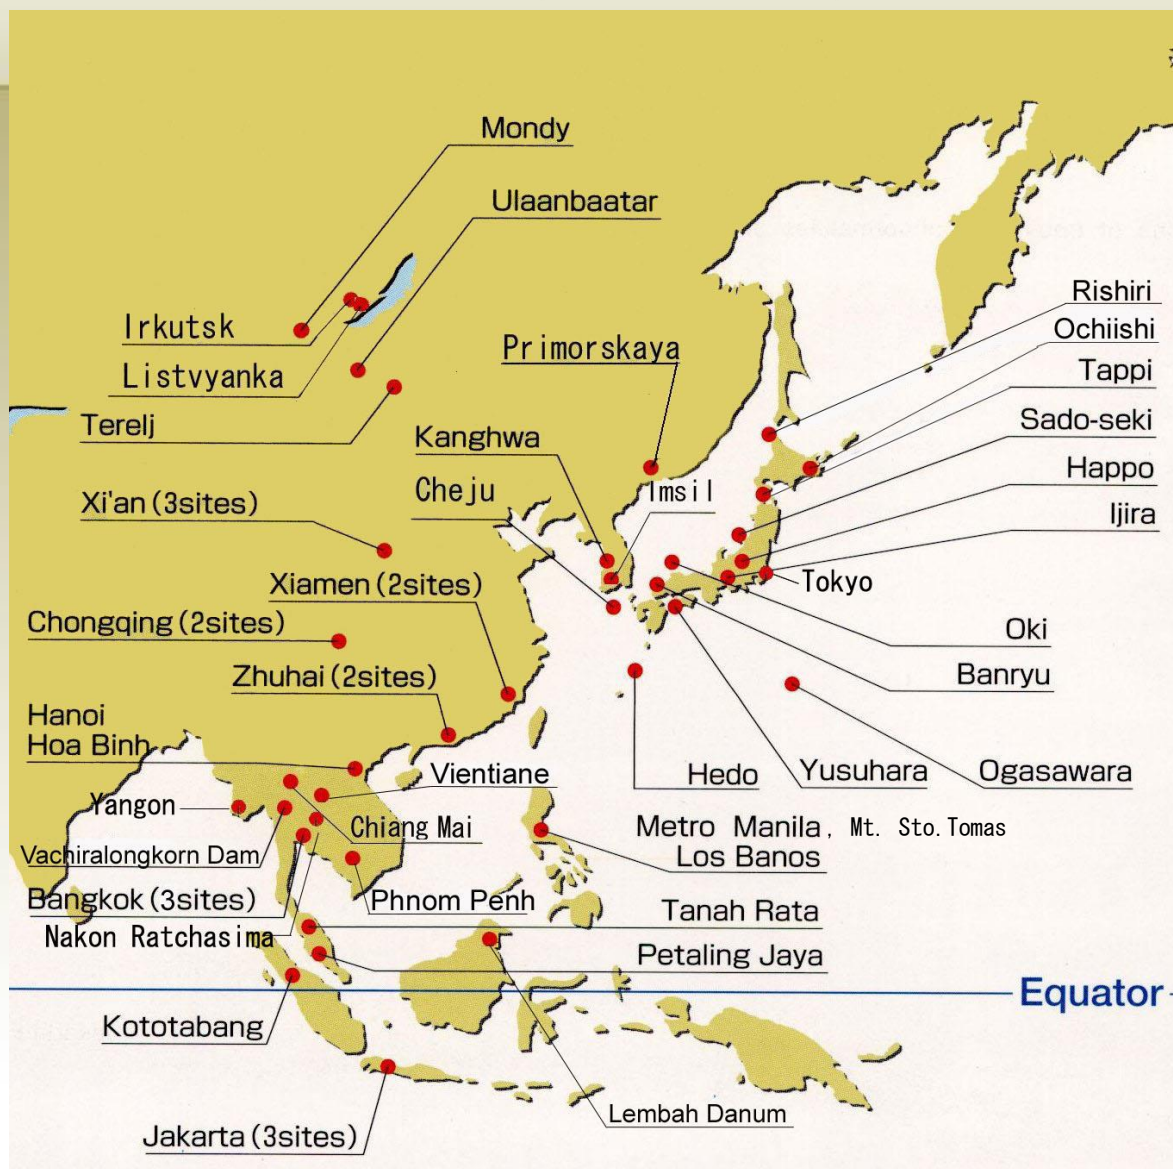 Mondy
Ulaanbaatar
Rishiri
Irkutsk
Ochiishi
Primorskaya
Listvyanka
Tappi
Terelj
Sado-seki
Kanghwa
Happo
Cheju
Imsil
Xi'an (3sites)
Ijira
Xiamen (2sites)
Tokyo
Chongqing (2sites)
Oki
Zhuhai (2sites)
Banryu
Hanoi
Hoa Binh
Vientiane
Hedo
Yusuhara
Ogasawara
Yangon
Chiang Mai
Metro Manila, Mt. Sto.Tomas
Los Banos
Vachiralongkorn Dam
Bangkok (3sites)
Phnom Penh
Tanah Rata
Nakon Ratchasima
Petaling Jaya
Equator
Kototabang
Lembah Danum
Jakarta (3sites)